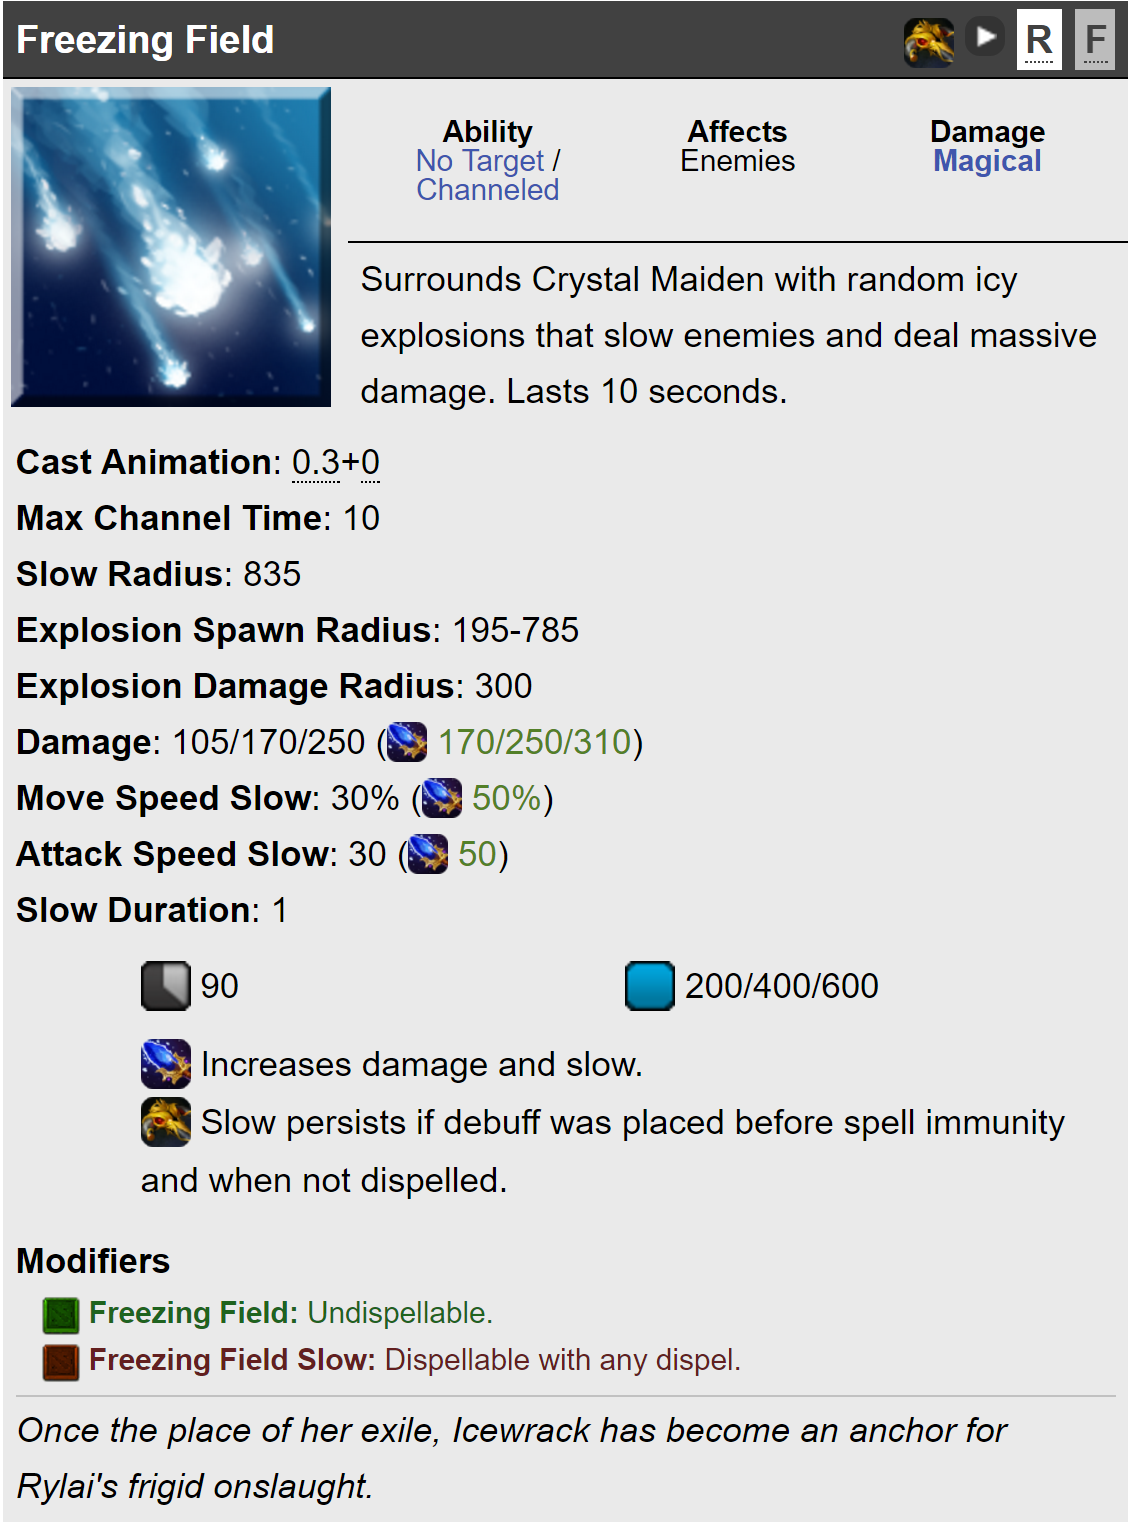 Freezing Field
R
F
Ability
No Target /
Channeled
Affects
Enemies
Damage
Magical
Surrounds Crystal Maiden with random icy
explosions that slow enemies and deal massive
damage. Lasts 10 seconds.
Cast Animation: 0.3+0
Max Channel Time: 10
Slow Radius: 835
Explosion Spawn Radius: 195-785
Explosion Damage Radius: 300
Damage: 105/170/250 ( 170/250/310)
Move Speed Slow: 30% ( 50%)
Attack Speed Slow: 30 ( 50)
Slow Duration: 1
90
200/400/600
Increases damage and slow.
Slow persists if debuff was placed before spell immunity
and when not dispelled.
Modifiers
Freezing Field: Undispellable.
Freezing Field Slow: Dispellable with any dispel.
Once the place of her exile, Icewrack has become an anchor for
Rylai's frigid onslaught.